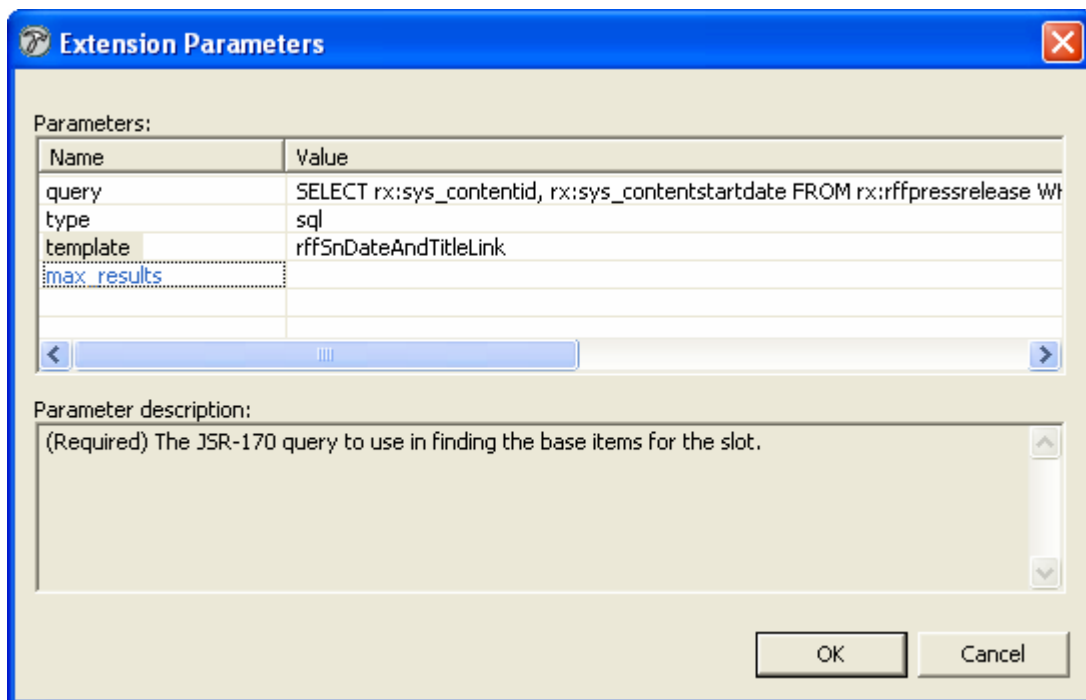 Extension Parameters
Parameters:
Name Value
query SELECT rx:sys_contentid, rx:sys_contentstartdate FROM rx:rffpressrelease WH
type sql
template rffSnDateAndTitleLink
max_results
Parameter description:
(Required) The JSR-170 query to use in finding the base items for the slot.
OK Cancel